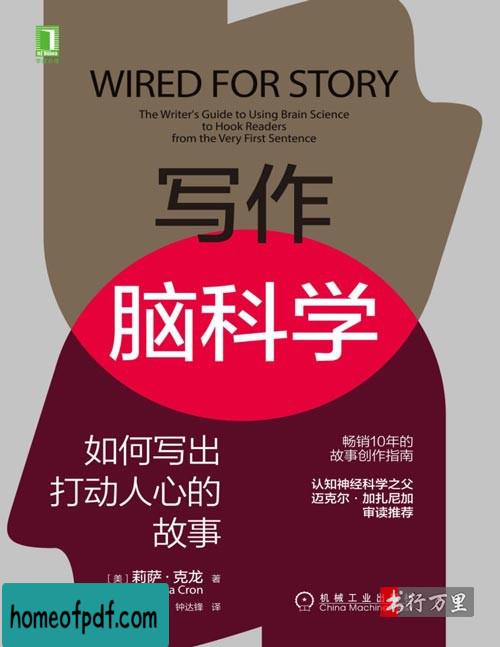 WIRED FOR STORY
The Writer's Guide to Using Brain Science
to Hook Readers
from the Very First Sentence
写作
脑科学
如何写出
打动人心的
故事
畅销10年的
故事创作指南
认知神经科学之父
迈克尔·加扎尼加
审读推荐
[美] 莉萨·克龙 著
Cron
钟达锋 译
机械工业出
China Machine
书行万里
homeofpdf.com